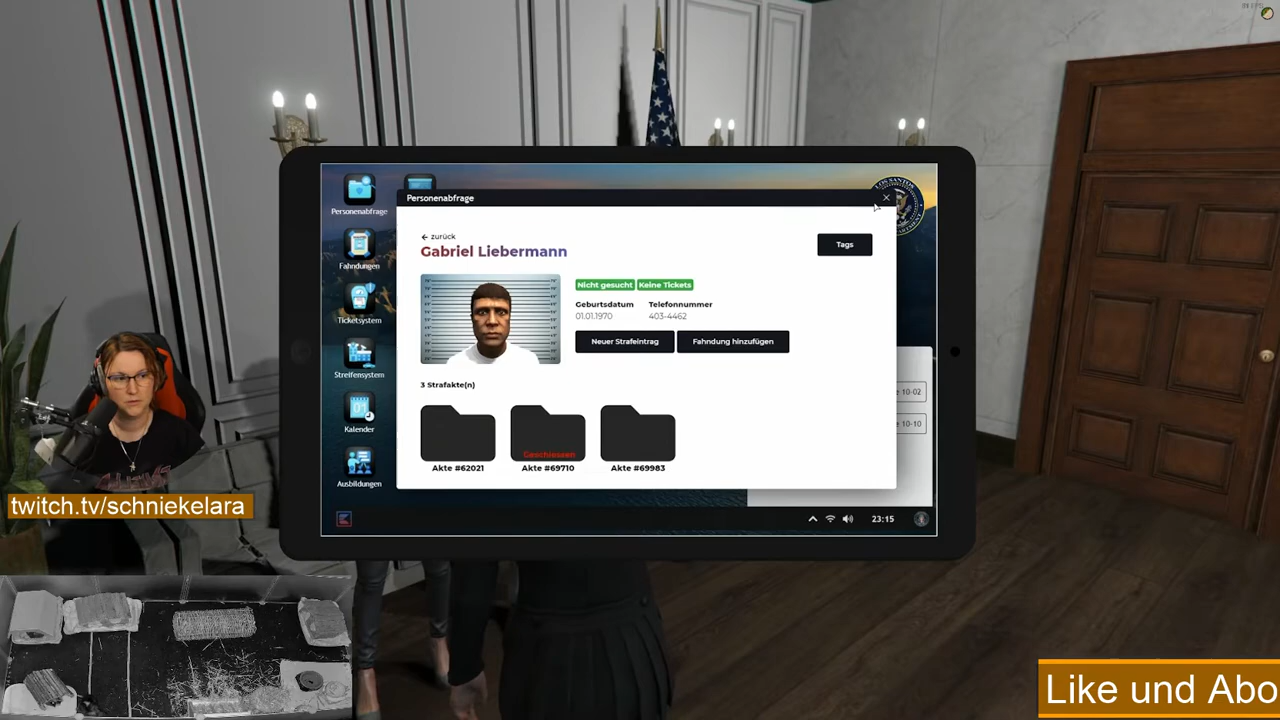 Personenabfrage
Fahndungen
Ticketsystem
Streifensystem
Kalender
Ausbildungen
Personenabfrage
LOS SANTOS
zurück
Gabriel Liebermann
Tags
Nicht gesucht
Keine Tickets
Geburtsdatum
Telefonnummer
01.01.1970
403-4462
Neuer Strafeintrag
Fahndung hinzufügen
3 Strafakte(n)
Geschlossen
Akte #62021
Akte #69710
Akte #69983
10-02
10-10
23:15
twitch.tv/schniekelara
Like und Abo